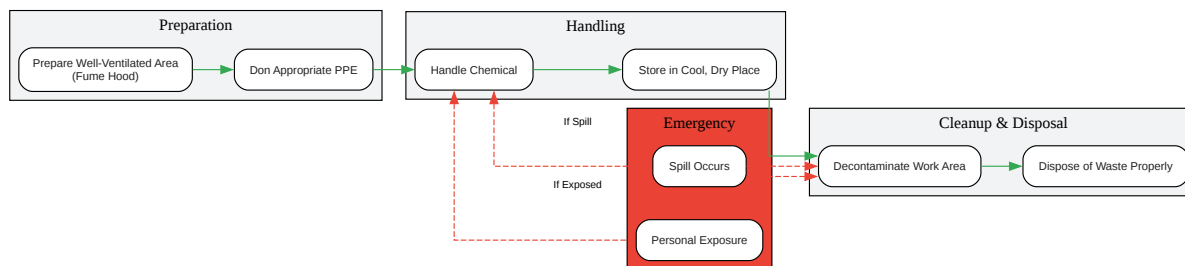 Preparation
Prepare Well-Ventilated Area
(Fume Hood)
Don Appropriate PPE
Handling
Handle Chemical
Store in Cool, Dry Place
If Spill
If Exposed
Emergency
Spill Occurs
Personal Exposure
Cleanup & Disposal
Decontaminate Work Area
Dispose of Waste Properly